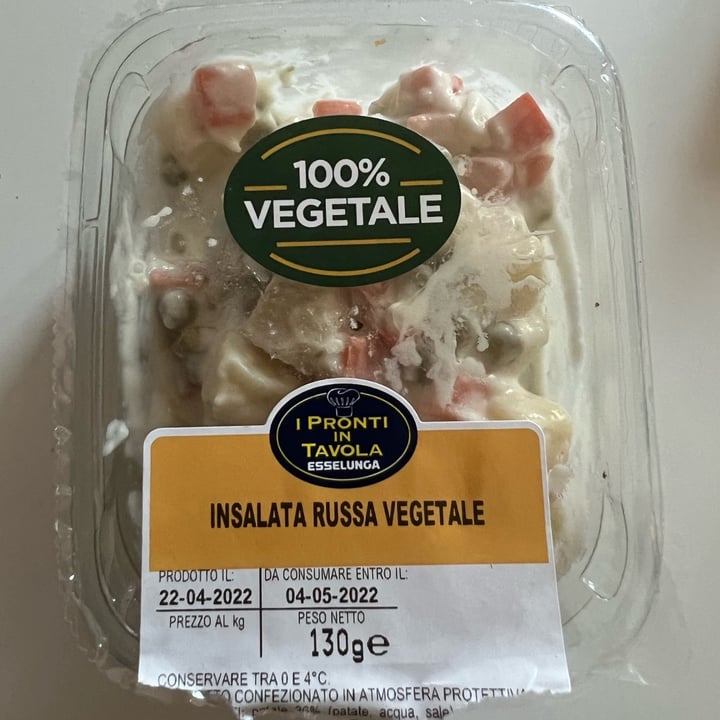 100%
VEGETALE
I PRONTI
IN
TAVOLA
ESSELUNGA
INSALATA RUSSA VEGETALE
PRODOTTO IL: DA CONSUMARE ENTRO IL:
22-04-2022 04-05-2022
PREZZO AL kg PESO NETTO
130g e
CONSERVARE TRA 0 E 4°C.
CONFEZIONATO IN ATMOSFERA PROTETTIVA
patate 36% (patate, acqua, sale)